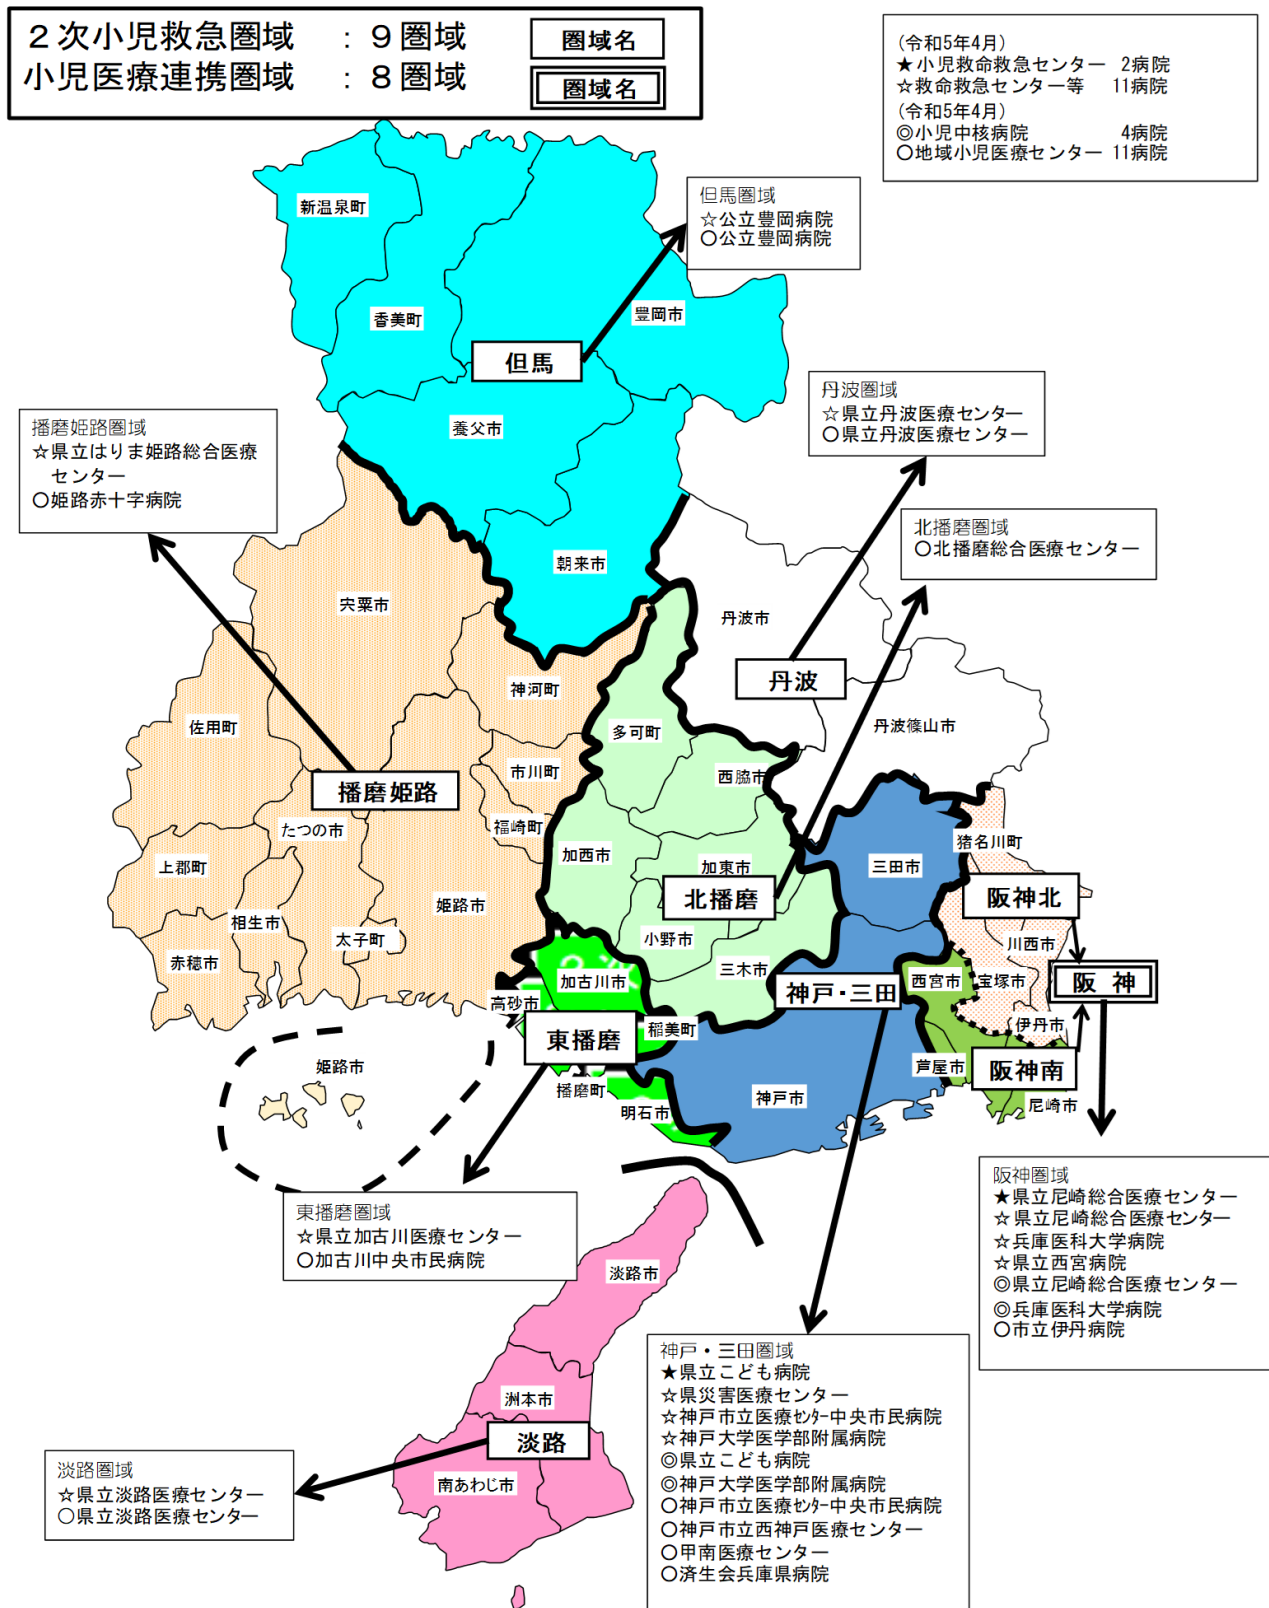 ２次小児救急圏域　：９圏域　圏域名
小児医療連携圏域　：８圏域　圏域名
(令和5年4月)
★小児救命救急センター　2病院
☆救命救急センター等　11病院
(令和5年4月)
◎小児中核病院　4病院
〇地域小児医療センター 11病院
但馬圏域
☆公立豊岡病院
〇公立豊岡病院
新温泉町
香美町
豊岡市
但馬
養父市
朝来市
丹波圏域
☆県立丹波医療センター
〇県立丹波医療センター
播磨姫路圏域
☆県立はりま姫路総合医療
センター
〇姫路赤十字病院
北播磨圏域
〇北播磨総合医療センター
宍粟市
丹波市
丹波
神河町
佐用町
多可町
丹波篠山市
市川町
西脇市
播磨姫路
たつの市
福崎町
猪名川町
上郡町
加西市
加東市
三田市
北播磨
阪神北
姫路市
相生市
太子町
小野市
川西市
赤穂市
三木市
加古川市
西宮市
宝塚市
阪神
神戸・三田
高砂市
稲美町
伊丹市
東播磨
姫路市
芦屋市
阪神南
播磨町
神戸市
尼崎市
明石市
阪神圏域
★県立尼崎総合医療センター
☆県立尼崎総合医療センター
☆兵庫医科大学病院
☆県立西宮病院
◎県立尼崎総合医療センター
◎兵庫医科大学病院
〇市立伊丹病院
東播磨圏域
☆県立加古川医療センター
〇加古川中央市民病院
淡路市
洲本市
淡路
南あわじ市
神戸・三田圏域
★県立こども病院
☆県災害医療センター
☆神戸市立医療ｾﾝﾀｰ中央市民病院
☆神戸大学医学部附属病院
◎県立こども病院
◎神戸大学医学部附属病院
〇神戸市立医療ｾﾝﾀｰ中央市民病院
〇神戸市立西神戸医療センター
〇甲南医療センター
〇済生会兵庫県病院
淡路圏域
☆県立淡路医療センター
〇県立淡路医療センター